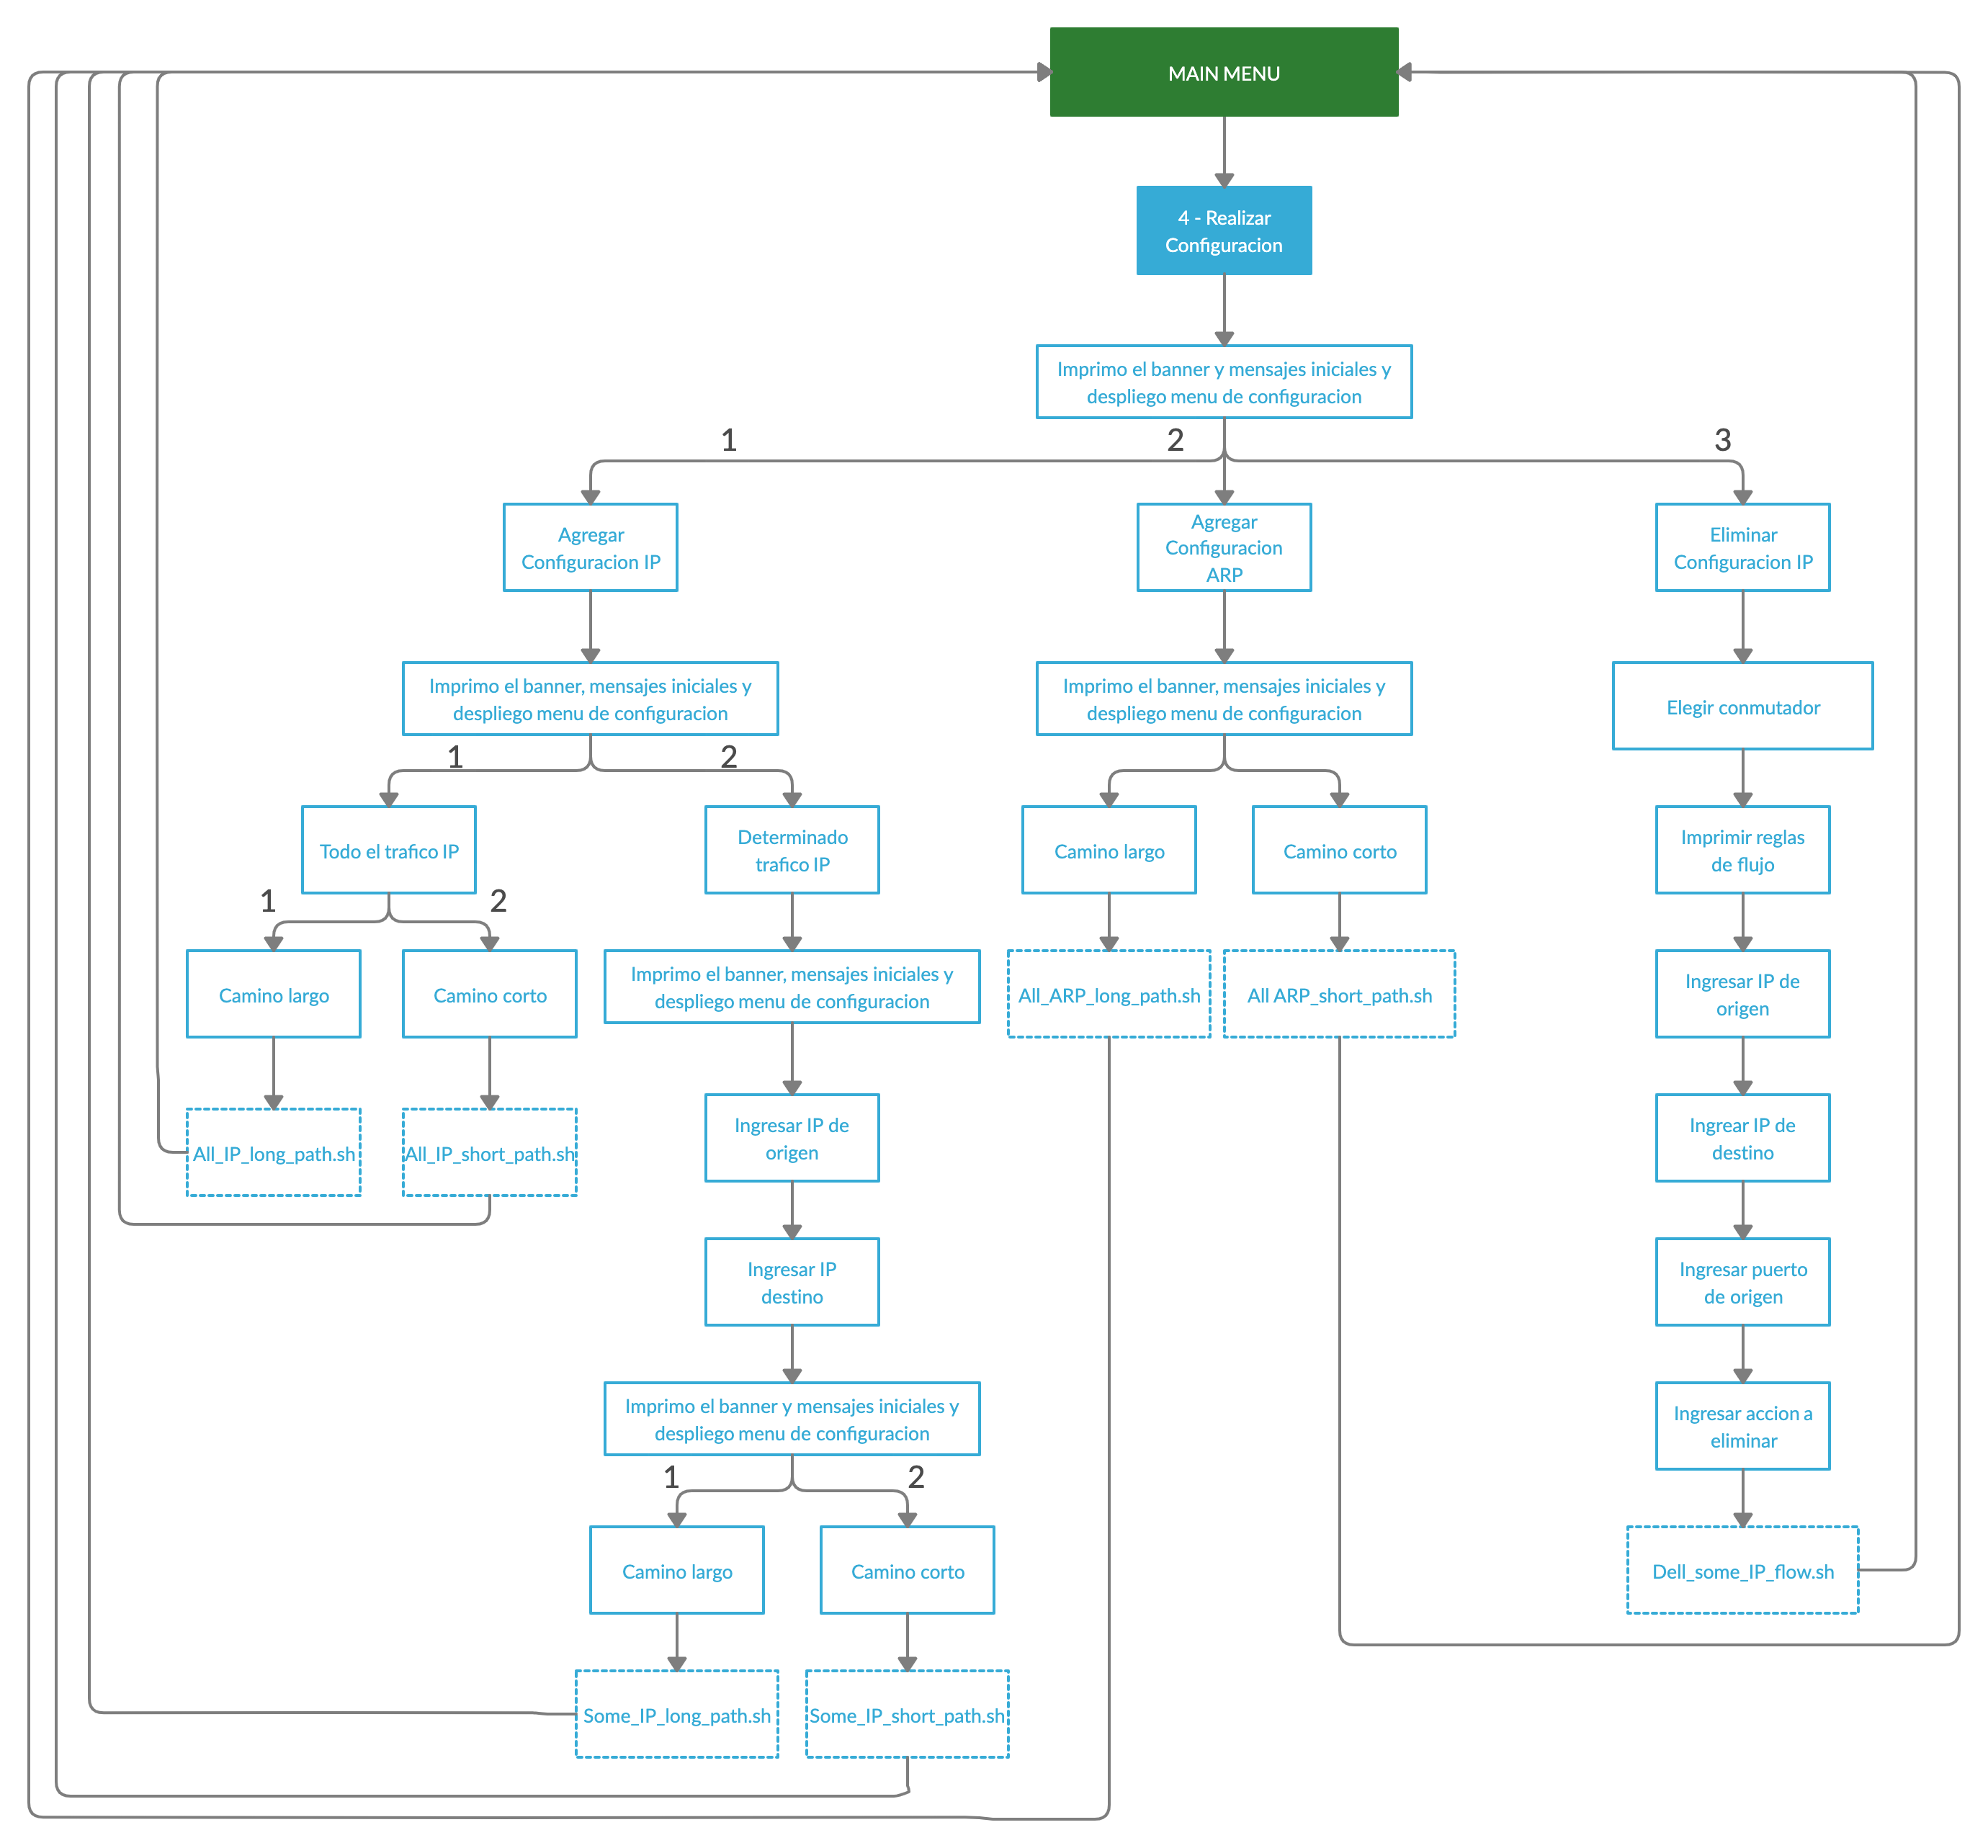 MAIN MENU
4 - Realizar
Configuracion
Imprimo el banner y mensajes iniciales y
despliego menu de configuracion
1
2
3
Agregar
Configuracion IP
Agregar
Configuracion
ARP
Eliminar
Configuracion IP
Imprimo el banner, mensajes iniciales y
despliego menu de configuracion
Imprimo el banner, mensajes iniciales y
despliego menu de configuracion
Elegir conmutador
1
2
Todo el trafico IP
Determinado
trafico IP
Camino largo
Camino corto
Imprimir reglas
de flujo
1
2
Camino largo
Camino corto
Imprimo el banner, mensajes iniciales y
despliego menu de configuracion
All_ARP_long_path.sh
All ARP_short_path.sh
Ingresar IP de
origen
All_IP_long_path.sh
All_IP_short_path.sh
Ingresar IP de
origen
Ingrear IP de
destino
Ingresar IP
destino
Ingresar puerto
de origen
Imprimo el banner y mensajes iniciales y
despliego menu de configuracion
Ingresar accion a
eliminar
1
2
Camino largo
Camino corto
Dell_some_IP_flow.sh
Some_IP_long_path.sh
Some_IP_short_path.sh